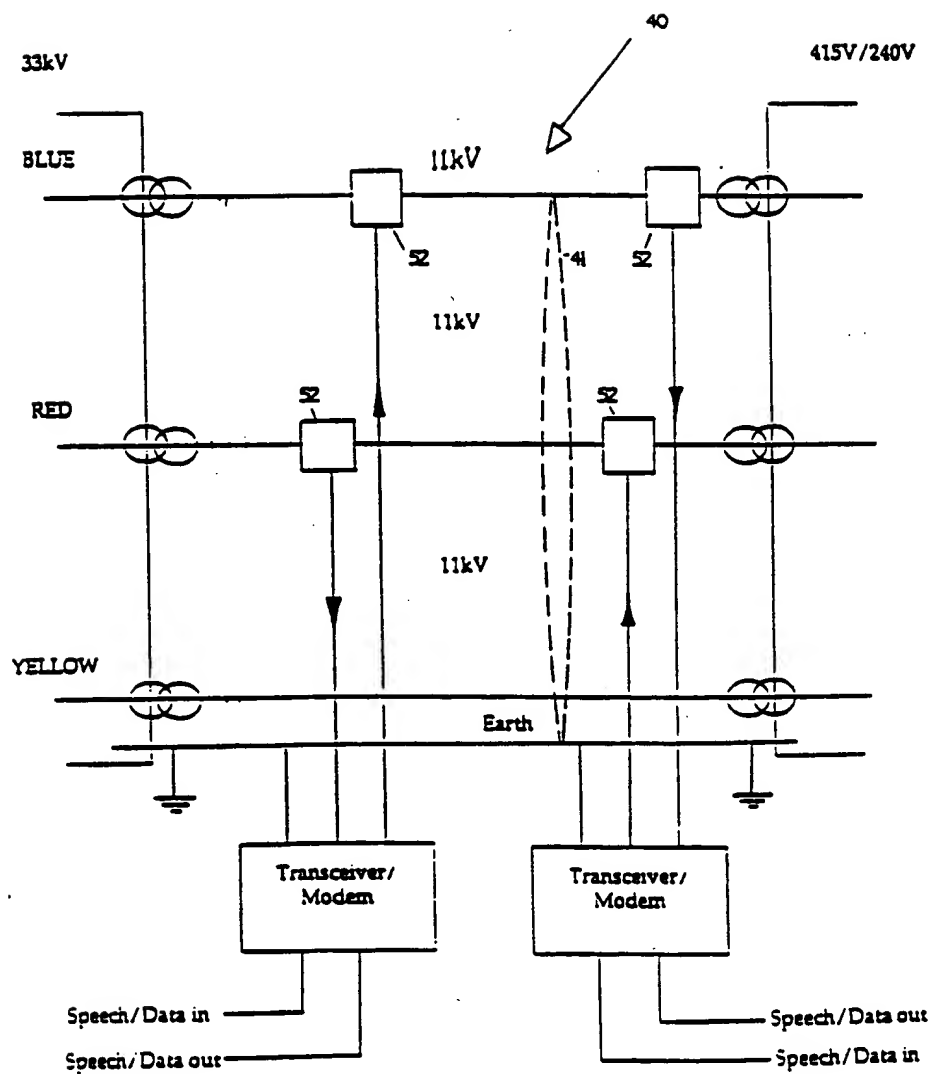 40
33kV
415V/240V
BLUE
11kV
52
41
52
11kV
RED
52
52
11kV
YELLOW
Earth
Transceiver/
Modem
Transceiver/
Modem
Speech/Data in
Speech/Data out
Speech/Data out
Speech/Data in